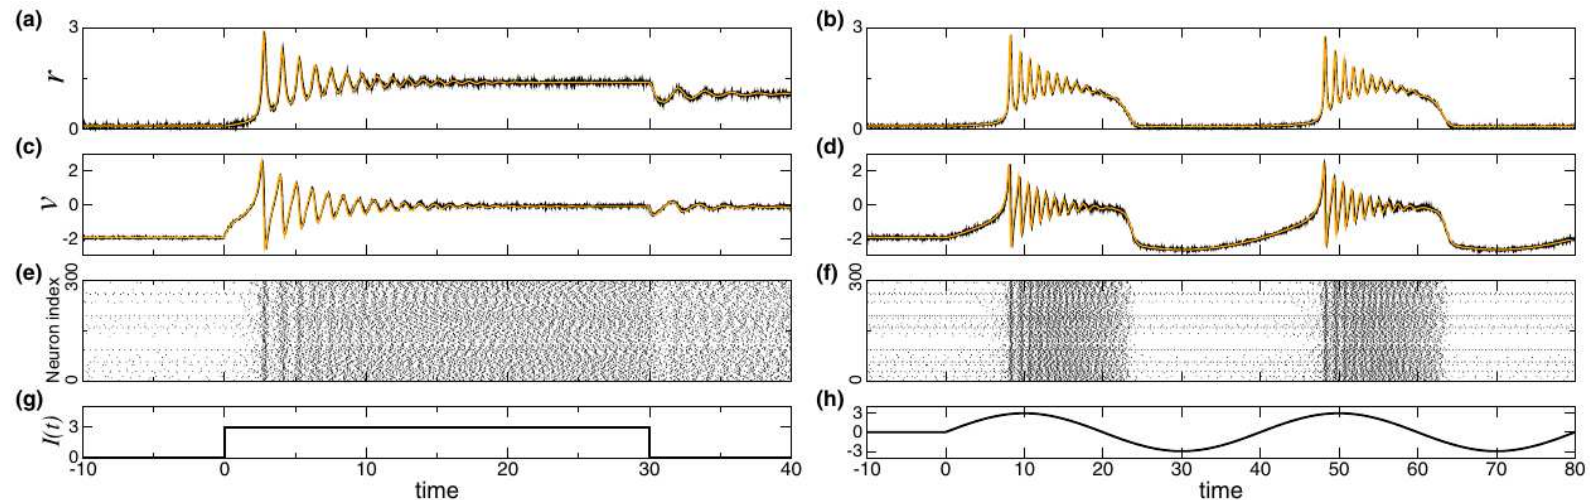 (a) (b)
3 3
r
0 0
(c) (d)
2 2
v 0 0
-2 -2
(e) (f)
300 300
Neuron index
0 0
(g) (h)
I(t) 3 3
0 0
-3
-10 0 10 20 30 40 -10 0 10 20 30 40 50 60 70 80
time time